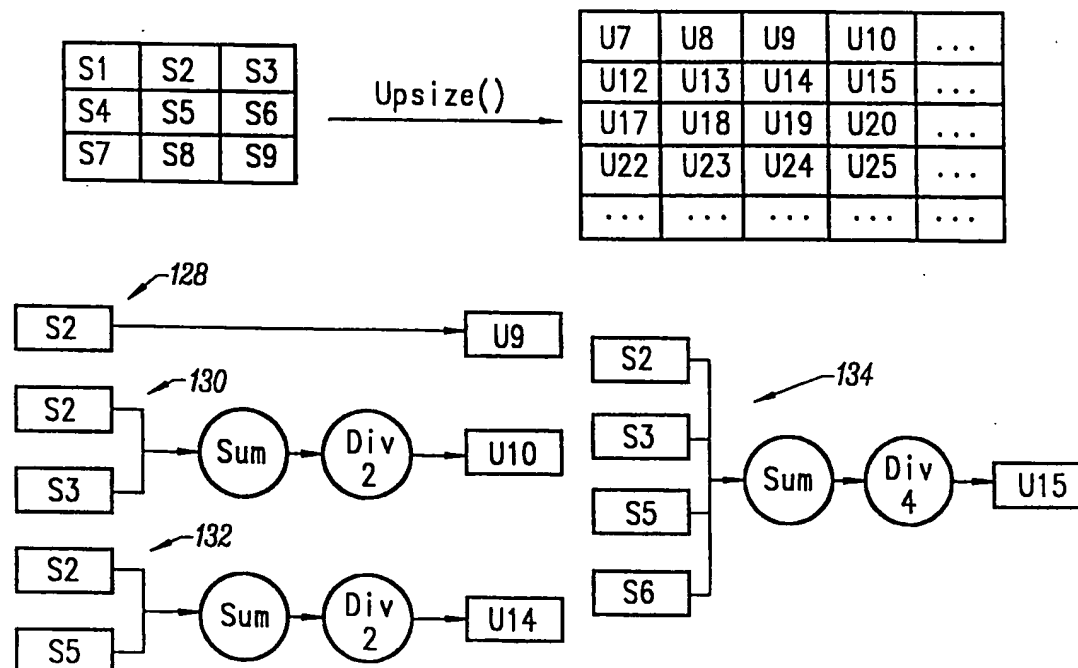 S1 S2 S3
S4 S5 S6
S7 S8 S9
Upsize()
U7 U8 U9 U10 ...
U12 U13 U14 U15 ...
U17 U18 U19 U20 ...
U22 U23 U24 U25 ...
... ... ... ... ...
128
S2 U9
130
S2
S3
Sum
Div
2
U10
132
S2
S5
Sum
Div
2
U14
134
S2
S3
S5
S6
Sum
Div
4
U15